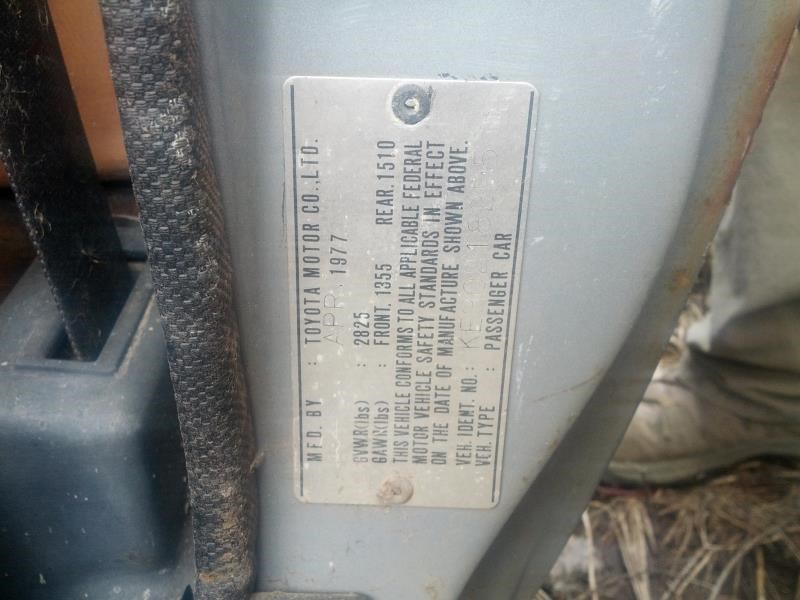 MFD. BY : TOYOTA MOTOR CO.,LTD.
APR. 1977
GVWR(lbs) : 2825
GAWR(lbs) : FRONT. 1355 REAR. 1510
THIS VEHICLE CONFORMS TO ALL APPLICABLE FEDERAL
MOTOR VEHICLE SAFETY STANDARDS IN EFFECT
ON THE DATE OF MANUFACTURE SHOWN ABOVE.
VEH. IDENT. NO. :
VEH. TYPE : PASSENGER CAR